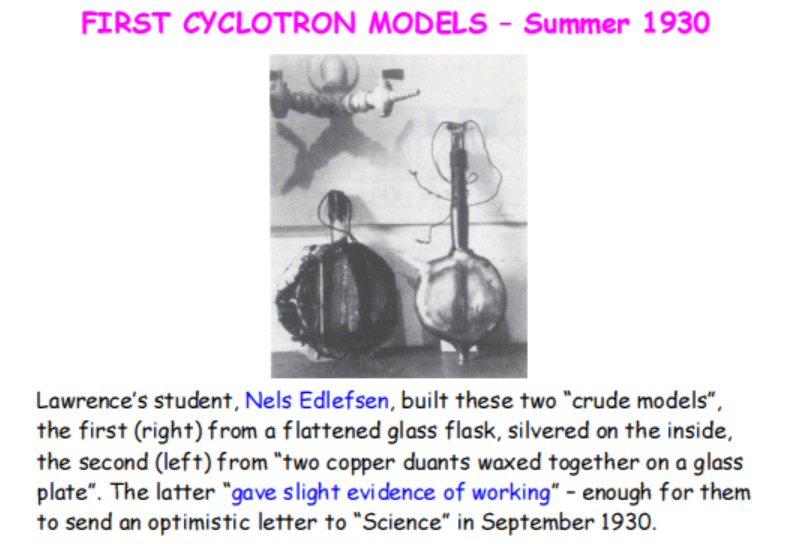 FIRST CYCLOTRON MODELS – Summer 1930
Lawrence's student, Nels Edlefsen, built these two “crude models”,
the first (right) from a flattened glass flask, silvered on the inside,
the second (left) from “two copper duants waxed together on a glass
plate”. The latter “gave slight evidence of working” – enough for them
to send an optimistic letter to “Science” in September 1930.